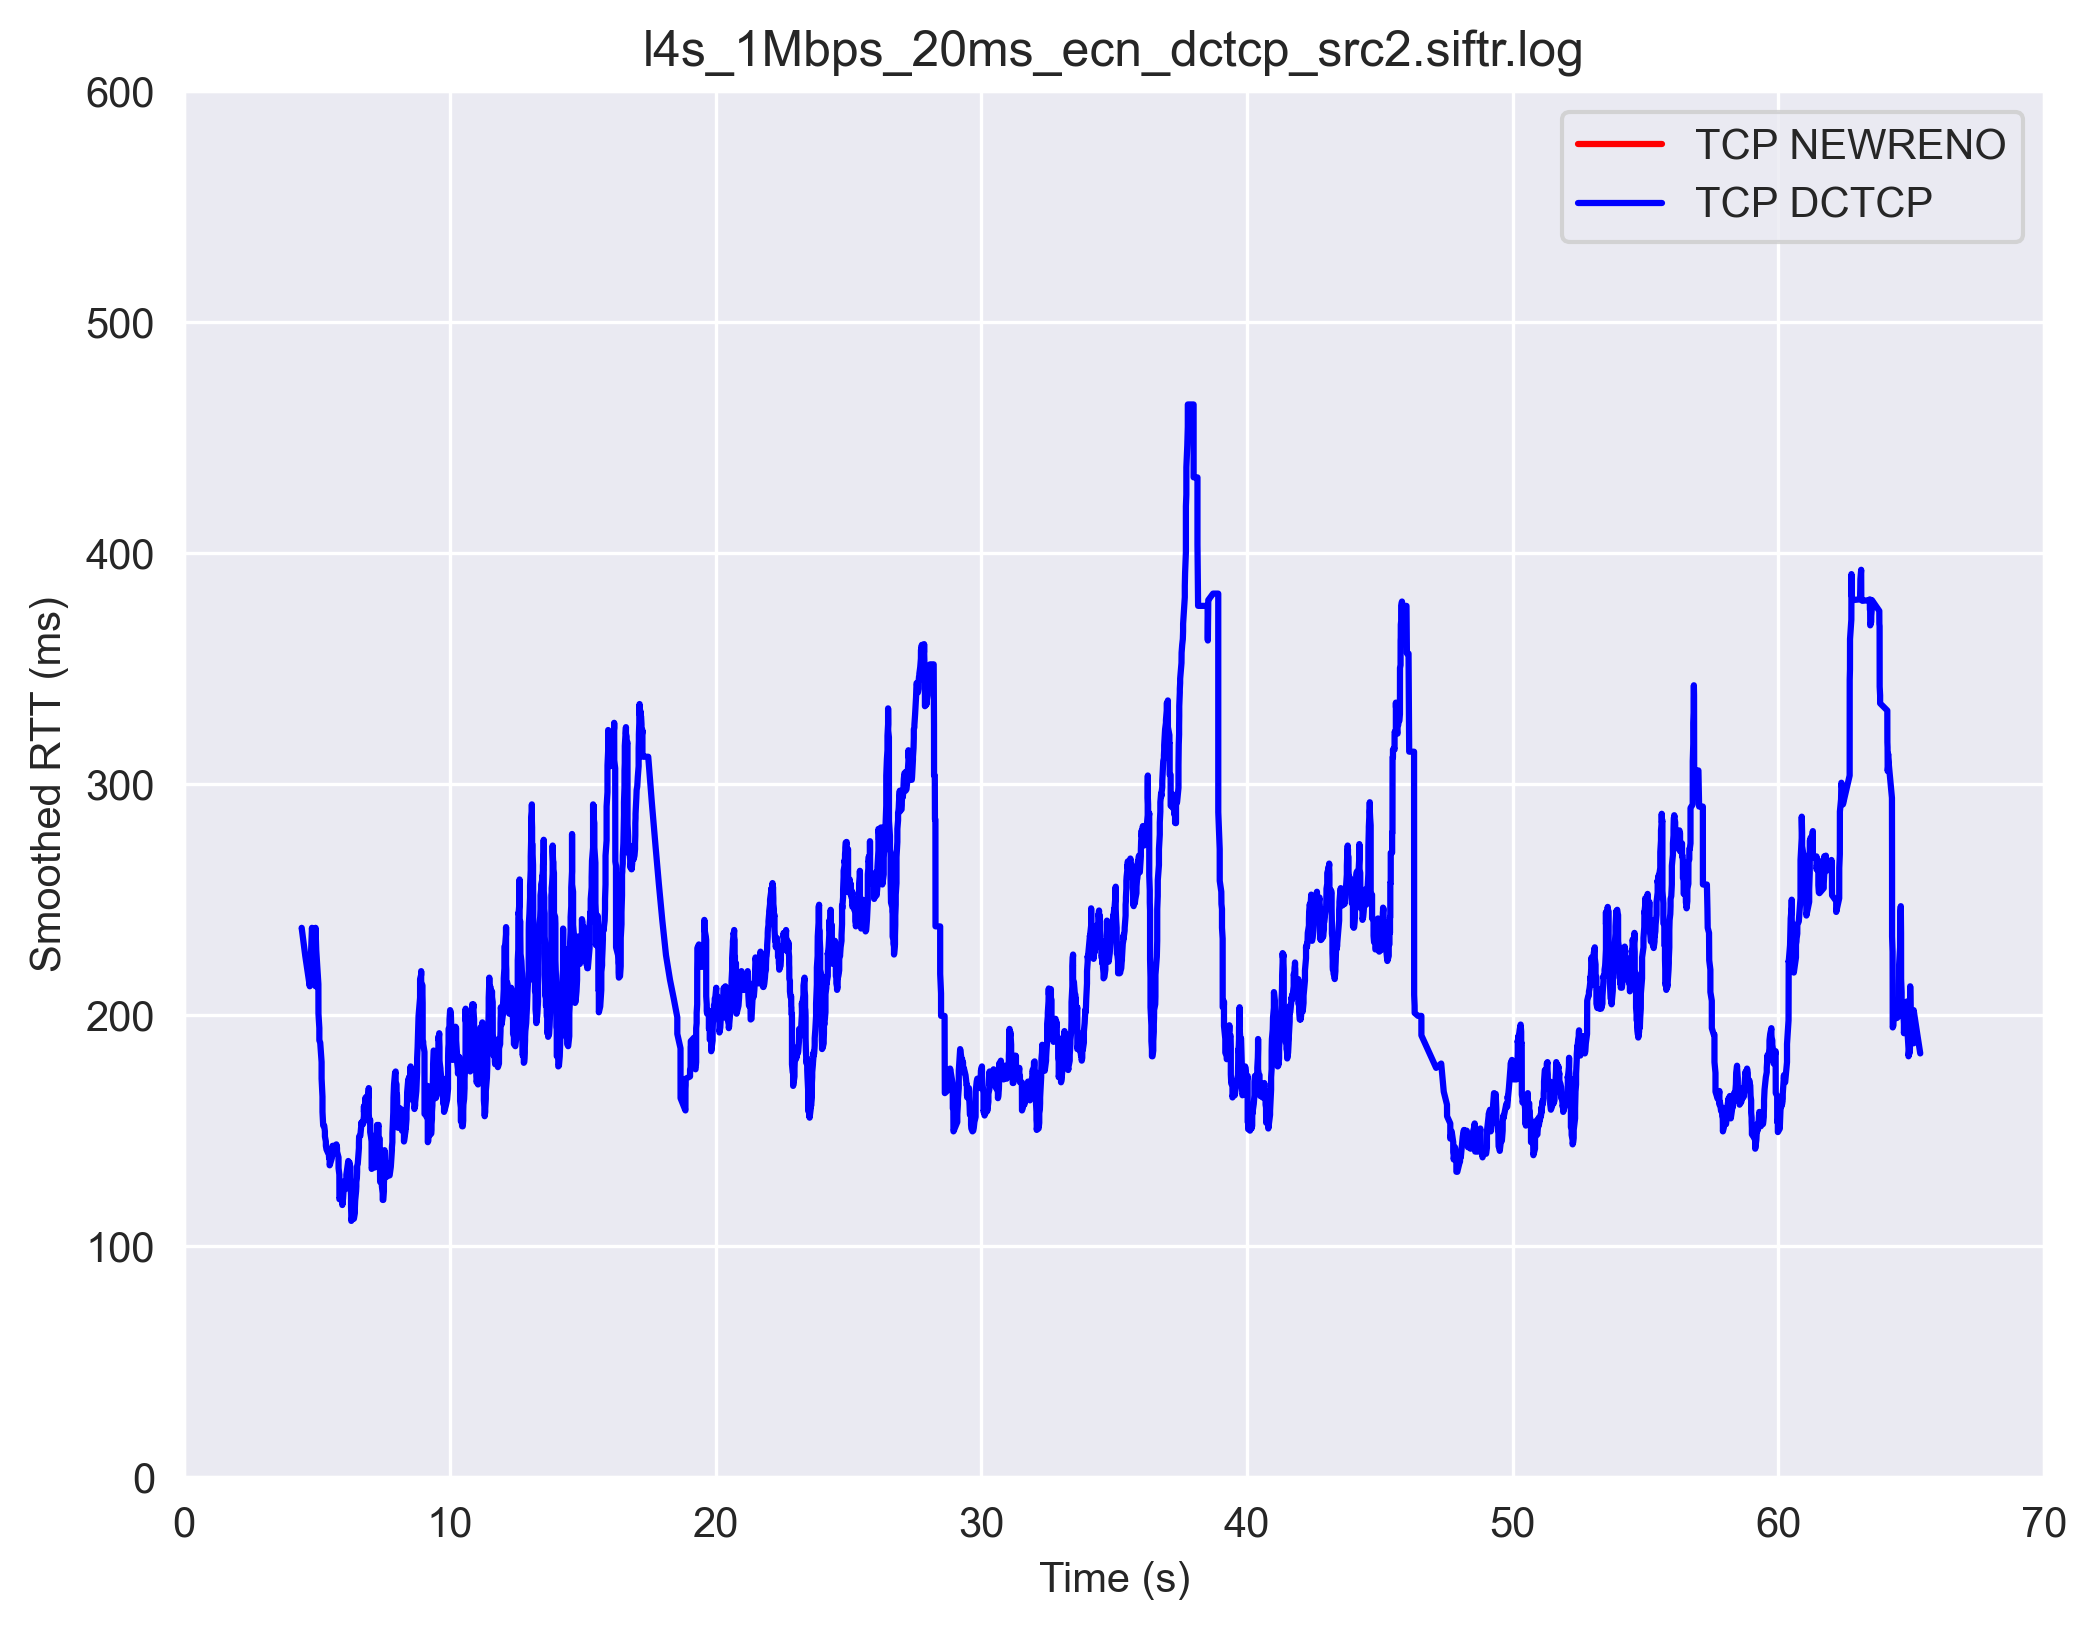 l4s_1Mbps_20ms_ecn_dctcp_src2.siftr.log
TCP NEWRENO
TCP DCTCP
600
500
400
300
200
100
0
Smoothed RTT (ms)
0 10 20 30 40 50 60 70
Time (s)